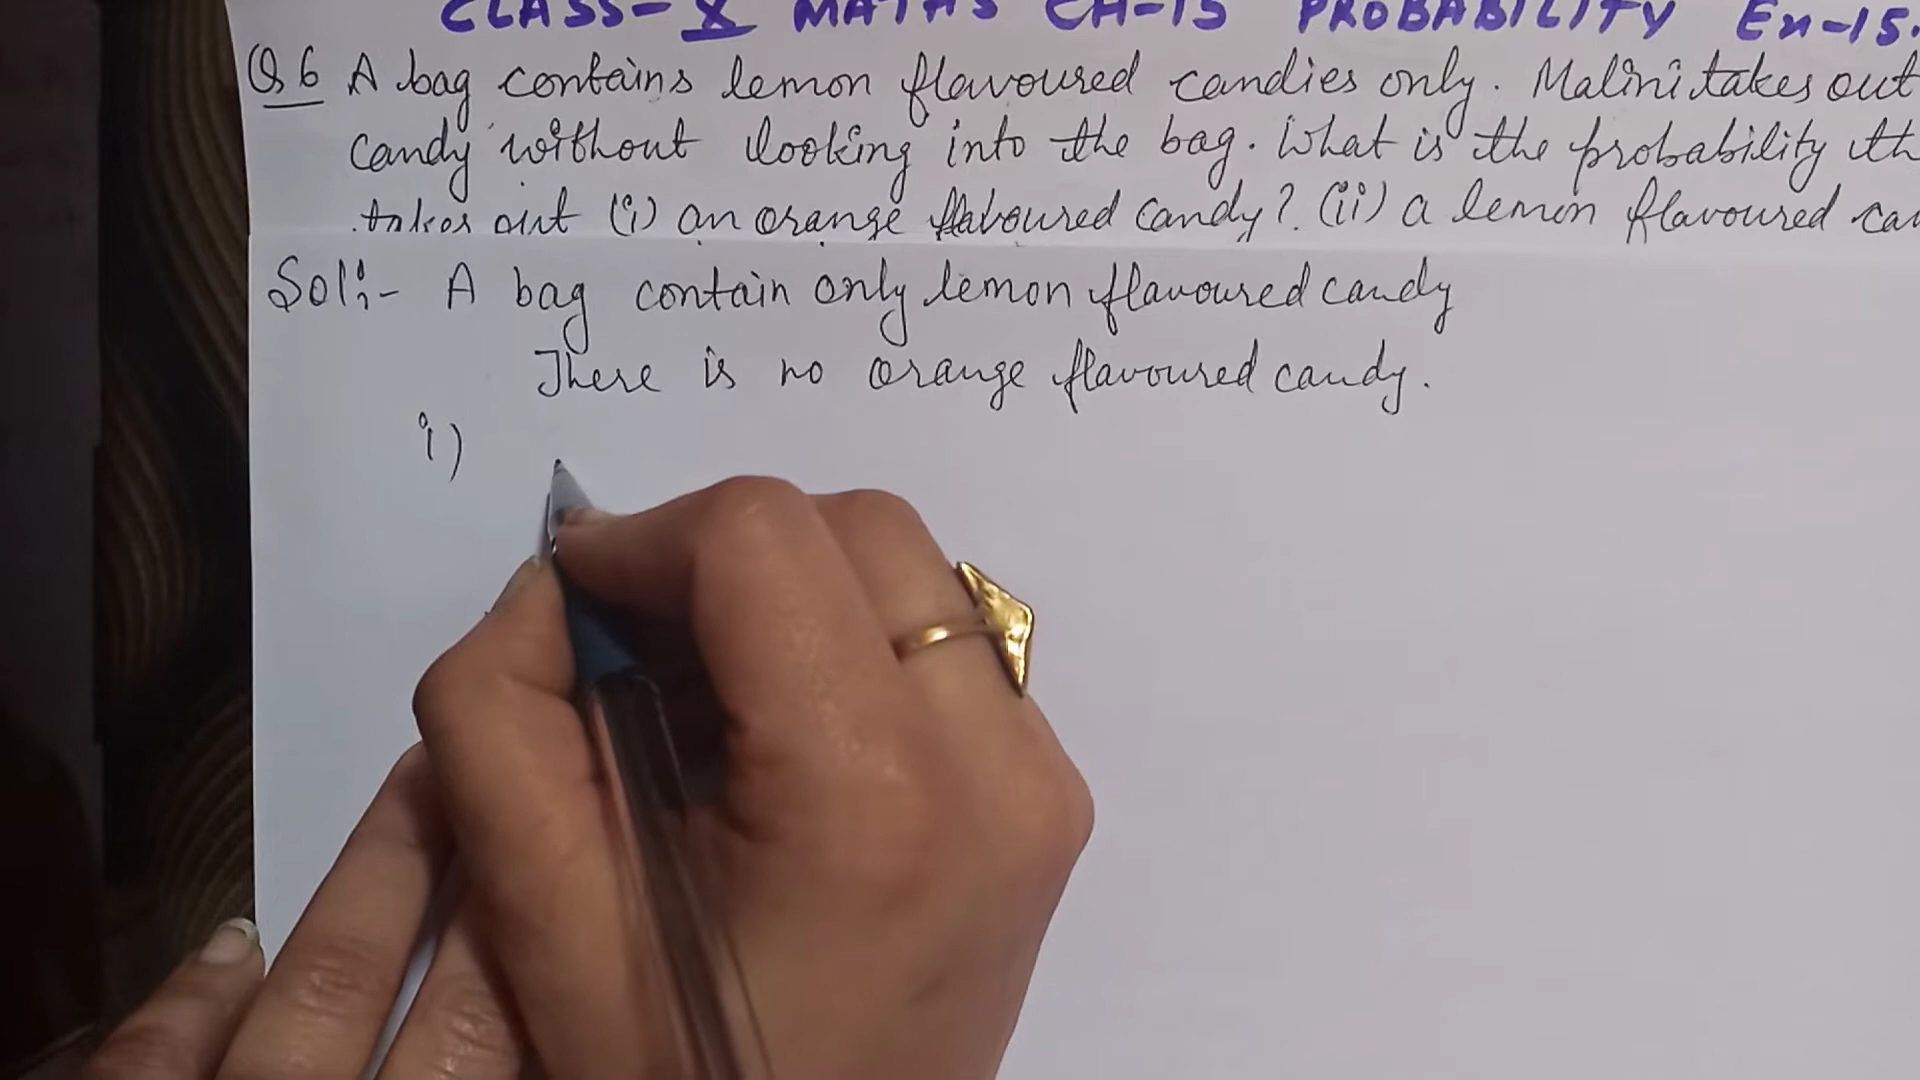 CLASS-X MATHS CH-15 PROBABILITY Ex-15.
Q6 A bag contains lemon flavoured candies only. Malini takes out
candy without looking into the bag. What is the probability th
takes out (i) an orange flavoured candy? (ii) a lemon flavoured can
Sol:- A bag contain only lemon flavoured candy
There is no orange flavoured candy.
i)